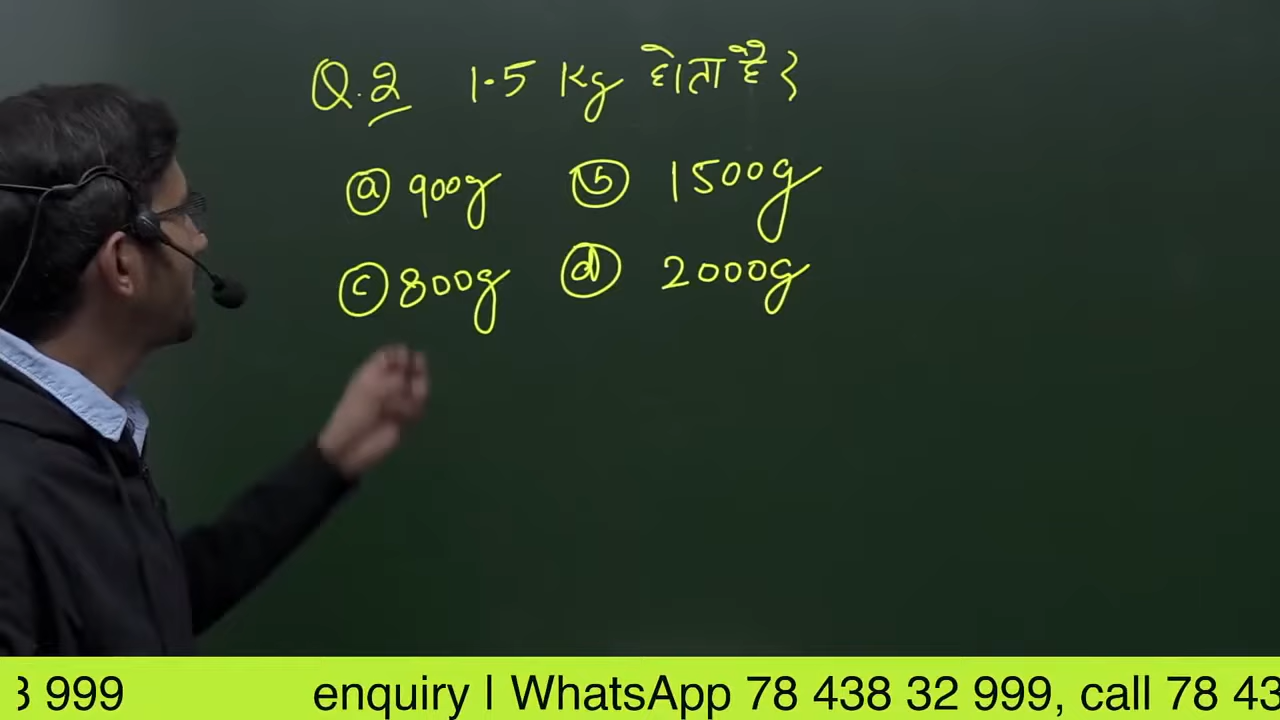 Q.2 1.5 Kg होता है?
(a) 900g (b) 1500g
(c) 800g (d) 2000g
3 999 enquiry | WhatsApp 78 438 32 999, call 78 43